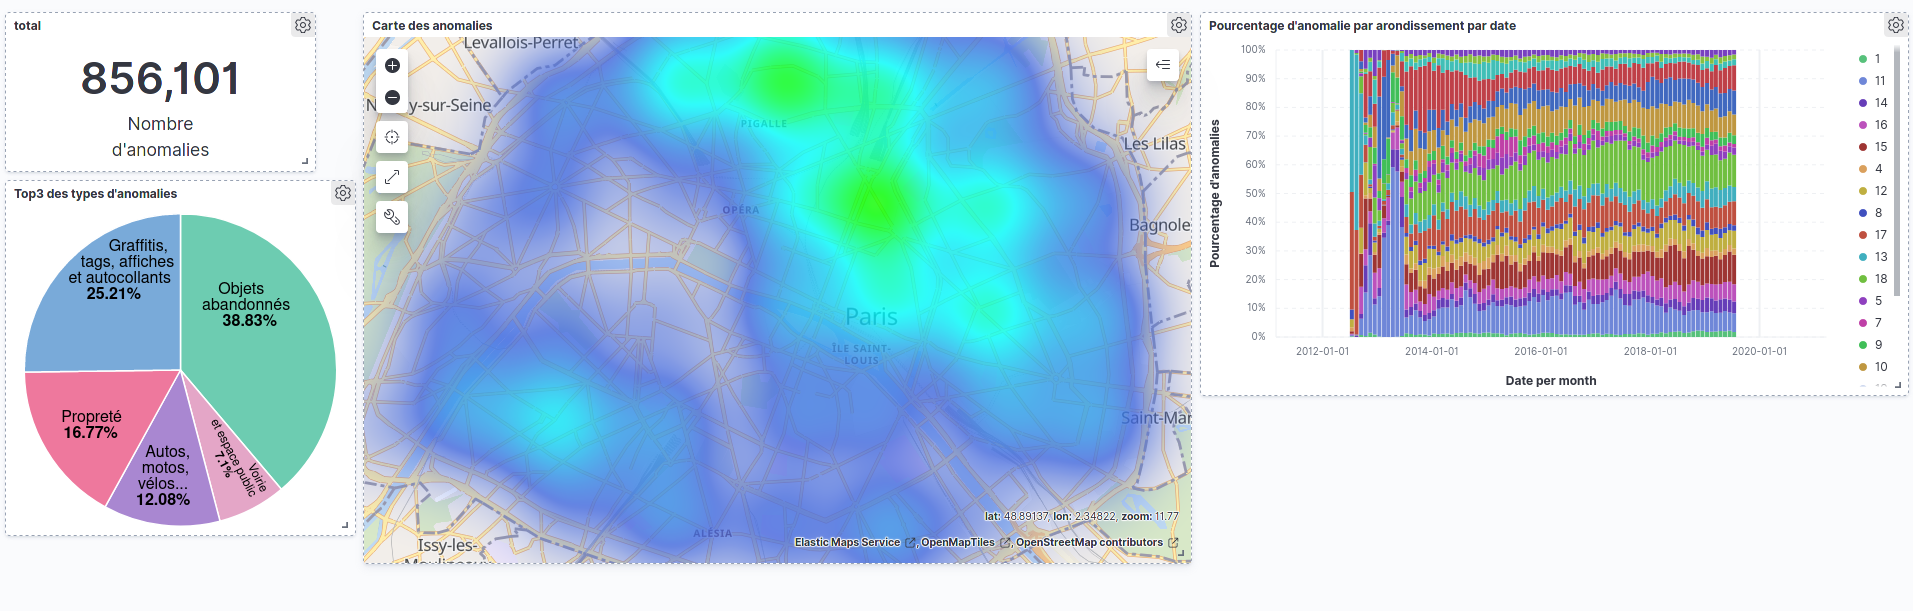 total
856,101
Nombre
d'anomalies
Top3 des types d'anomalies
Graffitis,
tags, affiches
et autocollants
25.21%
Objets
abandonnés
38.83%
Propreté
16.77%
Autos,
motos,
vélos...
12.08%
Voirie
et espace public
7.1%
Carte des anomalies
Levallois-Perret
y-sur-Seine
PIGALLE
Les Lilas
OPÉRA
Bagnole
Paris
ÎLE SAINT-
LOUIS
Saint-Mar
ALÉSIA
Issy-les-
lat: 48.89137, lon: 2.34822, zoom: 11.77
Elastic Maps Service , OpenMapTiles , OpenStreetMap contributors
Pourcentage d'anomalie par arondissement par date
Pourcentage d'anomalies
100%
90%
80%
70%
60%
50%
40%
30%
20%
10%
0%
2012-01-01 2014-01-01 2016-01-01 2018-01-01 2020-01-01
Date per month
1
11
14
16
15
4
12
8
17
13
18
5
7
9
10